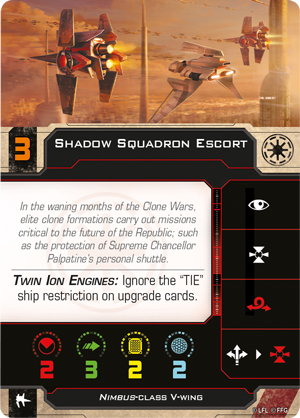 3 Shadow Squadron Escort
In the waning months of the Clone Wars,
elite clone formations carry out missions
critical to the future of the Republic; such
as the protection of Supreme Chancellor
Palpatine's personal shuttle.
Twin Ion Engines: Ignore the "TIE"
ship restriction on upgrade cards.
2 3 2 2
Nimbus-class V-wing
© LFL © FFG